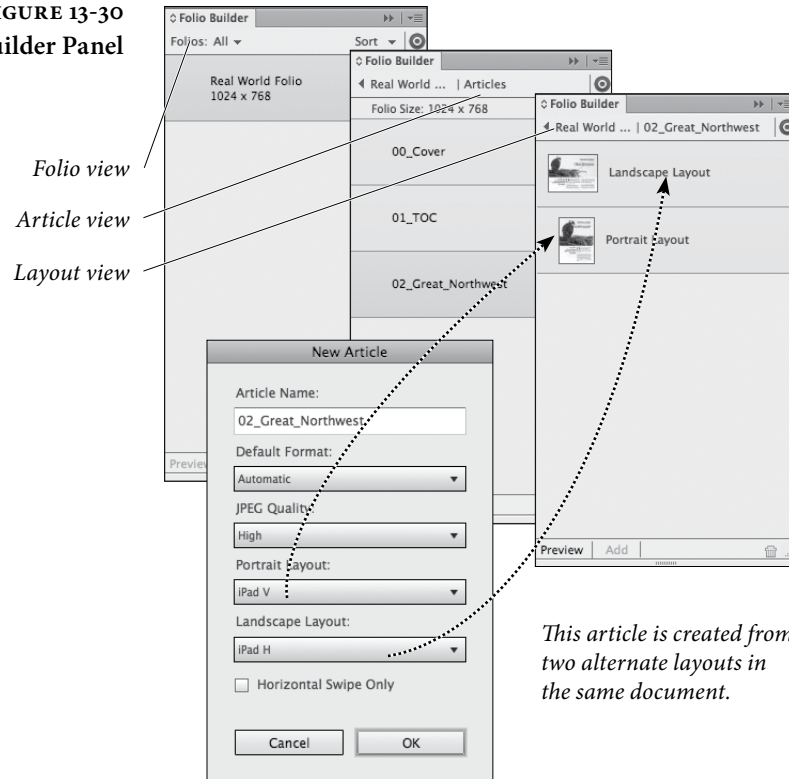 IGURE 13-30
uilder Panel
Folio view
Article view
Layout view
Folio Builder
Folios: All
Sort
Real World Folio
1024 x 768
Folio Builder
Real World ... | Articles
Folio Size: 1024 x 768
00_Cover
01_TOC
02_Great_Northwest
Folio Builder
Real World ... | 02_Great_Northwest
Landscape Layout
Portrait Layout
Preview
Add
New Article
Article Name:
02_Great_Northwest
Default Format:
Automatic
JPEG Quality:
High
Portrait Layout:
iPad V
Landscape Layout:
iPad H
Horizontal Swipe Only
Cancel
OK
Preview
This article is created from
two alternate layouts in
the same document.